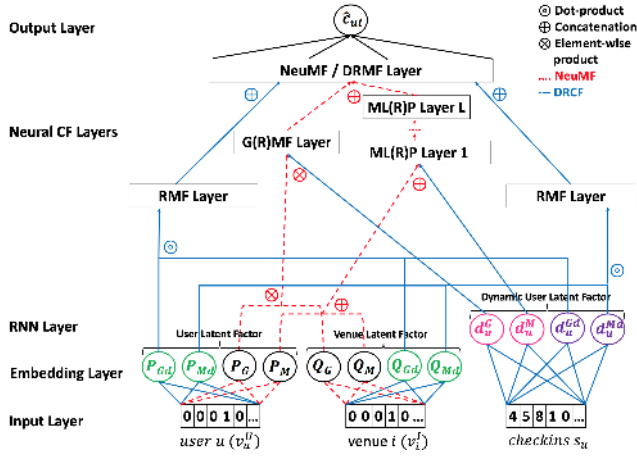 Output Layer
ĉ_ui
Dot-product
Concatenation
Element-wise product
NeuMF
DRCF
NeuMF / DRMF Layer
ML(R)P Layer L
Neural CF Layers
G(R)MF Layer
ML(R)P Layer 1
RMF Layer
RMF Layer
Dynamic User Latent Factor
RNN Layer
User Latent Factor
Venue Latent Factor
d_u^G d_u^M d_u^Gd d_u^Md
Embedding Layer
P_Gd P_Md P_G P_M Q_G Q_M Q_Gd Q_Md
Input Layer
0 0 0 1 0 ...
0 0 0 1 0 ...
4 5 8 1 0 ...
user u (v_u^U)
venue i (v_i^I)
checkins s_u